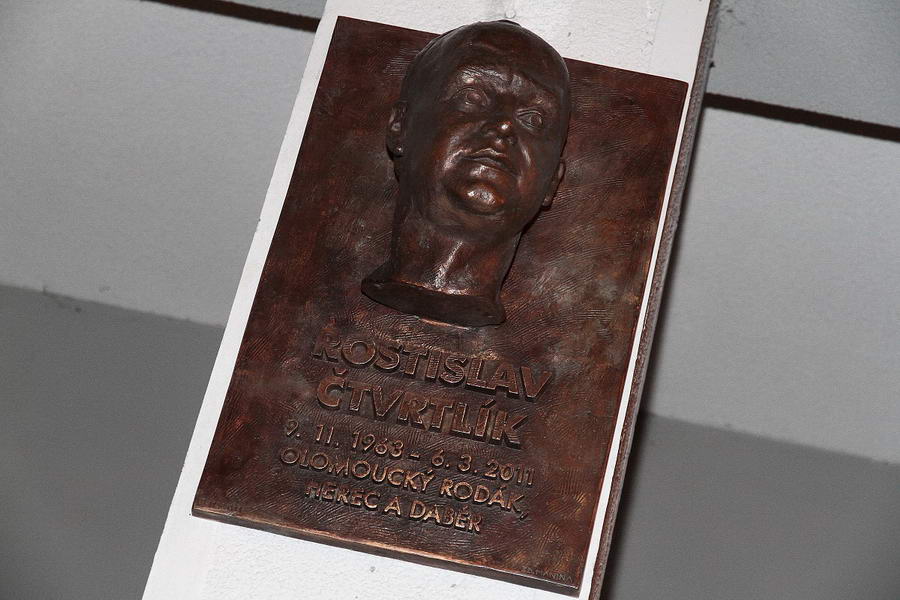 ROSTISLAV
ČTVRTLÍK
9. 11. 1963 – 6. 3. 2011
OLOMOUCKÝ RODÁK,
HEREC A DABÉR